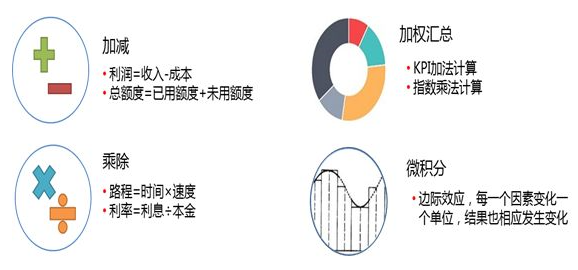 加减
• 利润=收入-成本
• 总额度=已用额度+未用额度
加权汇总
• KPI加法计算
• 指数乘法计算
乘除
• 路程=时间×速度
• 利率=利息÷本金
微积分
• 边际效应，每一个因素变化一
个单位，结果也相应发生变化